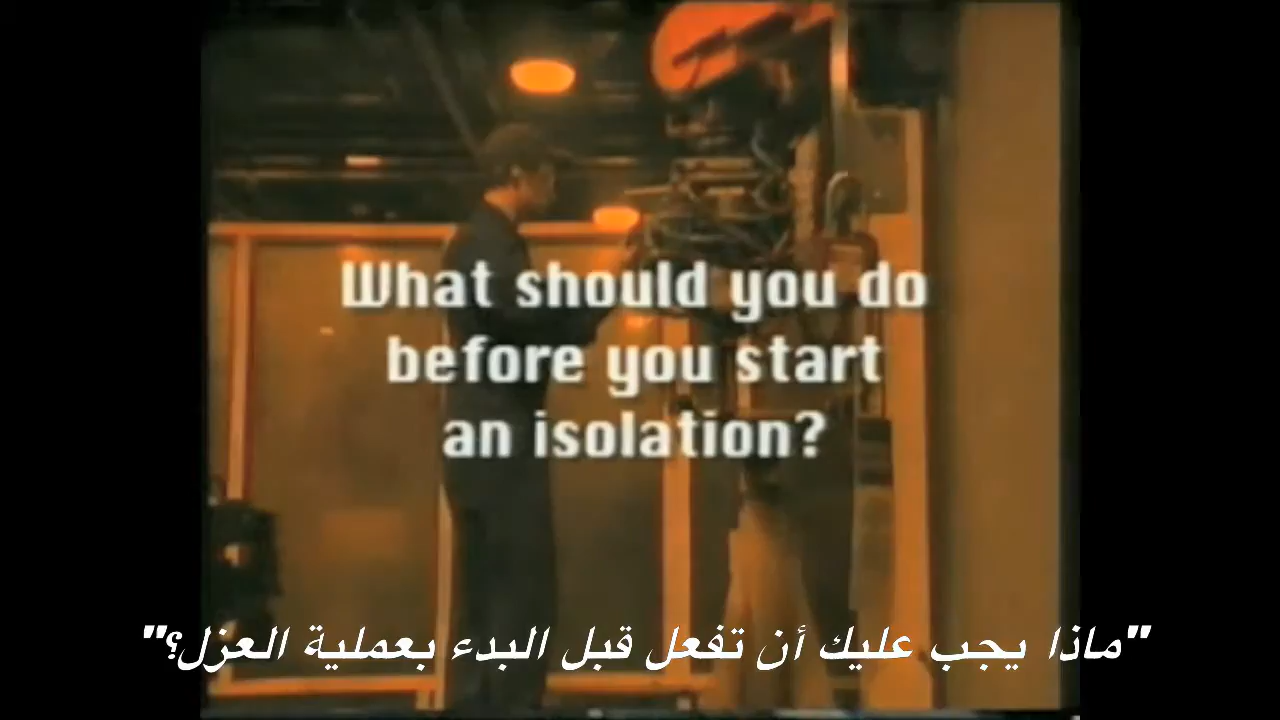 What should you do
before you start
an isolation?
"ماذا يجب عليك أن تفعل قبل البدء بعملية العزل؟"